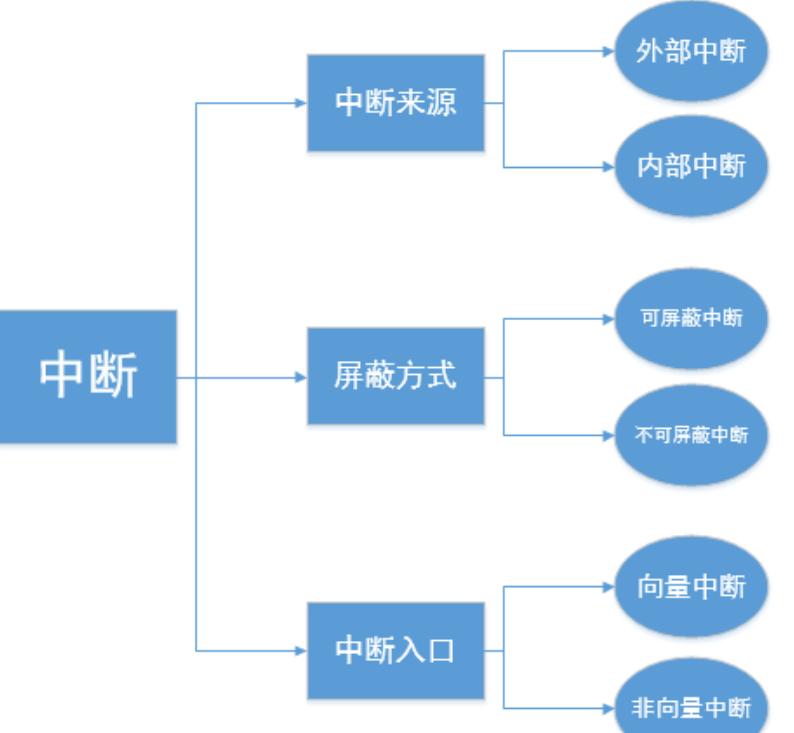 中断
中断来源
外部中断
内部中断
屏蔽方式
可屏蔽中断
不可屏蔽中断
中断入口
向量中断
非向量中断